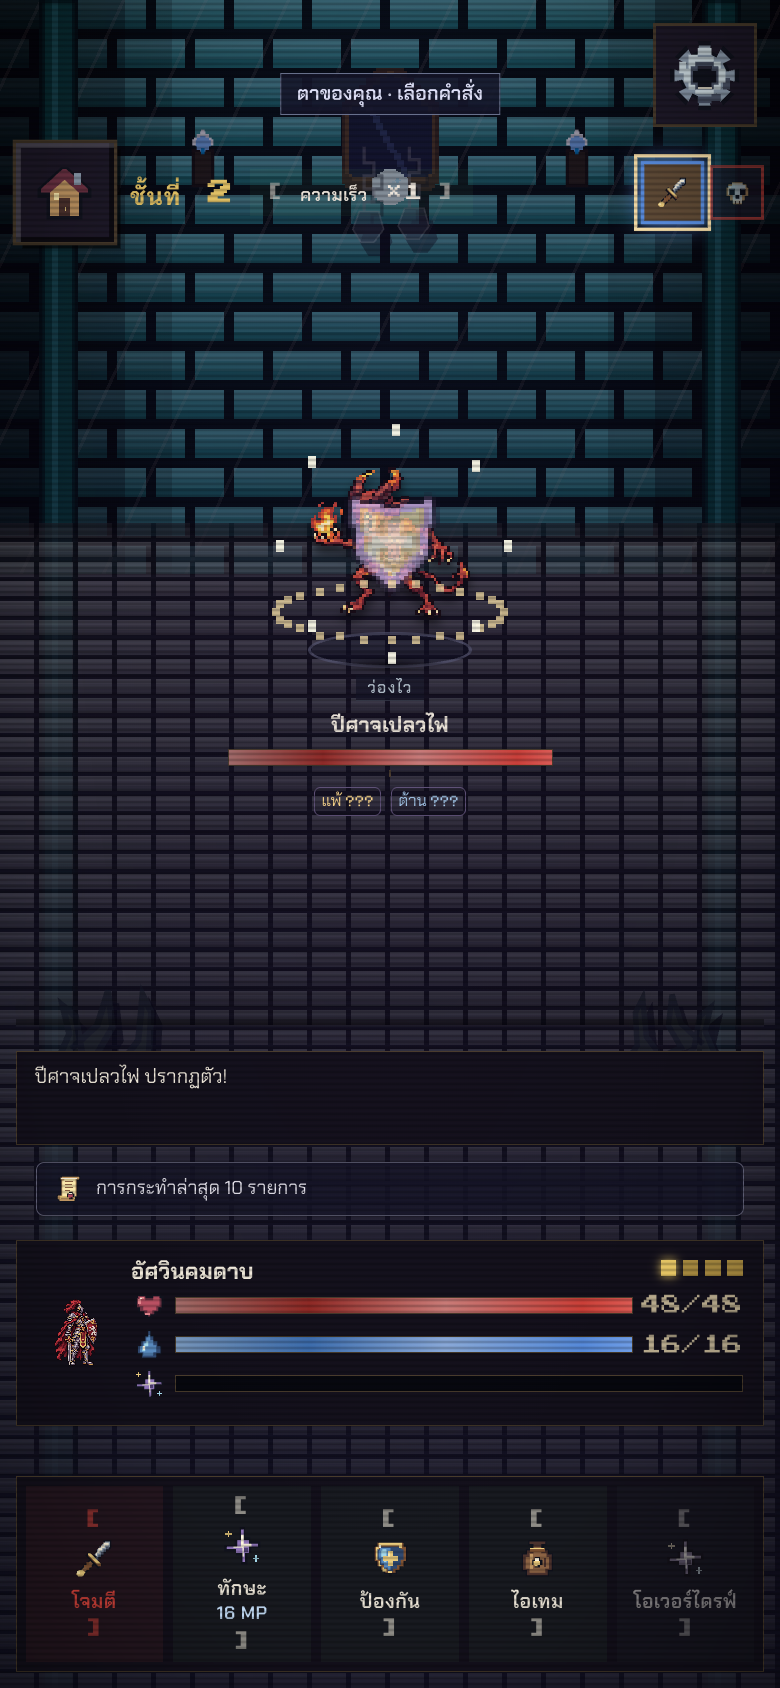 ตาของคุณ · เลือกคำสั่ง
ชั้นที่ 2 [ ความเร็ว ×1 ]
ว่องไว
ปีศาจเปลวไฟ
แพ้ ??? ต้าน ???
ปีศาจเปลวไฟ ปรากฏตัว!
การกระทำล่าสุด 10 รายการ
อัศวินคมดาบ
48/48
16/16
[ โจมตี ]
[ ทักษะ
16 MP ]
[ ป้องกัน ]
[ ไอเทม ]
[ โอเวอร์ไดรฟ์ ]